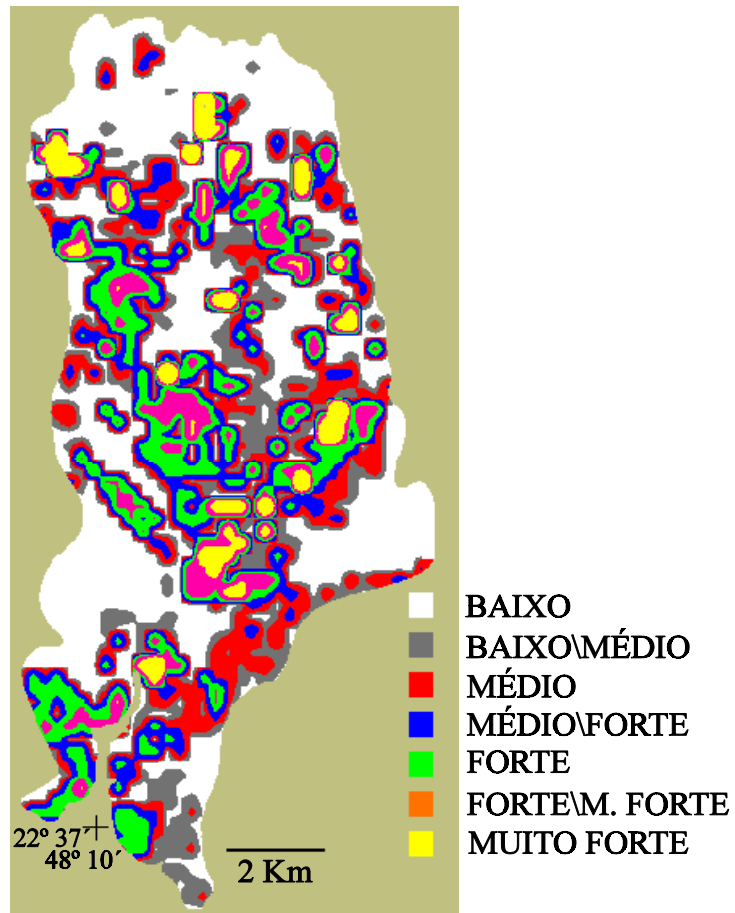 BAIXO
BAIXO\MÉDIO
MÉDIO
MÉDIO\FORTE
FORTE
FORTE\M. FORTE
MUITO FORTE
22º 37´
48º 10´
2 Km